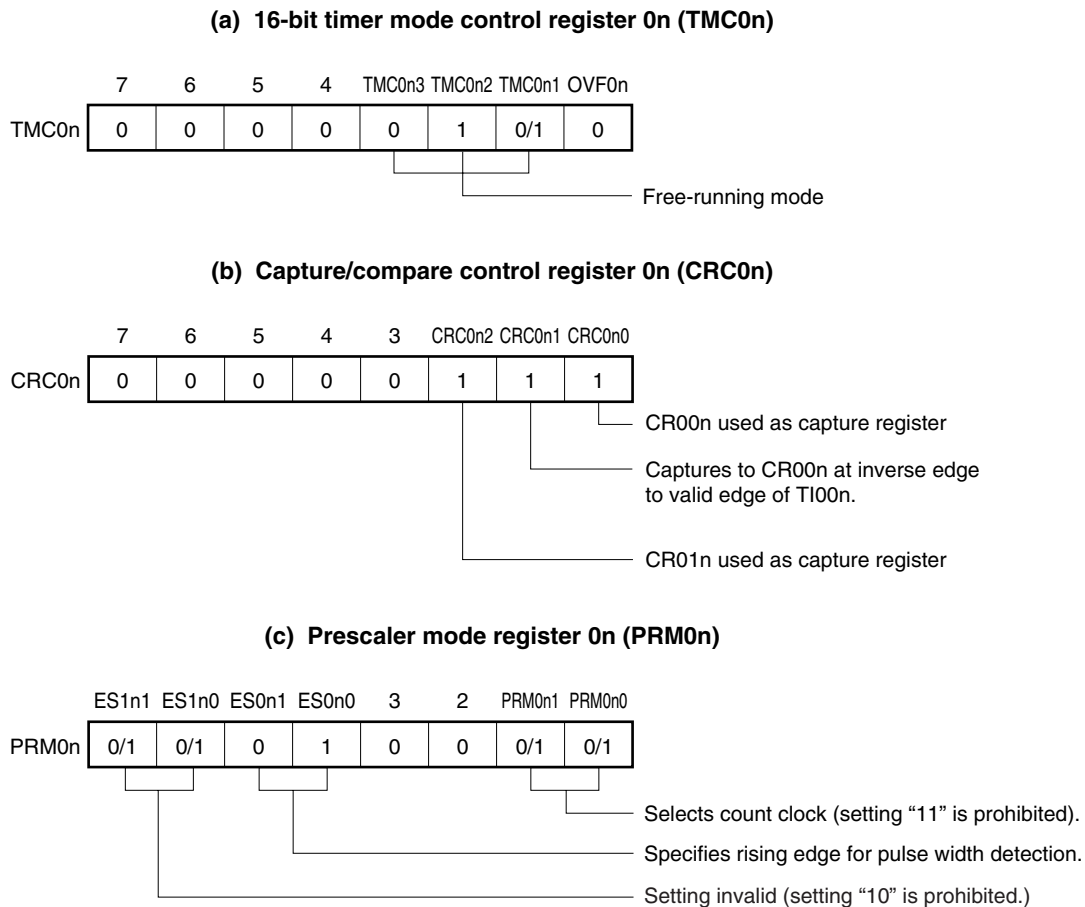 (a) 16-bit timer mode control register 0n (TMC0n)
7 6 5 4 TMC0n3 TMC0n2 TMC0n1 OVF0n
TMC0n 0 0 0 0 0 1 0/1 0
Free-running mode
(b) Capture/compare control register 0n (CRC0n)
7 6 5 4 3 CRC0n2 CRC0n1 CRC0n0
CRC0n 0 0 0 0 0 1 1 1
CR00n used as capture register
Captures to CR00n at inverse edge
to valid edge of TI00n.
CR01n used as capture register
(c) Prescaler mode register 0n (PRM0n)
ES1n1 ES1n0 ES0n1 ES0n0 3 2 PRM0n1 PRM0n0
PRM0n 0/1 0/1 0 1 0 0 0/1 0/1
Selects count clock (setting “11” is prohibited).
Specifies rising edge for pulse width detection.
Setting invalid (setting “10” is prohibited.)